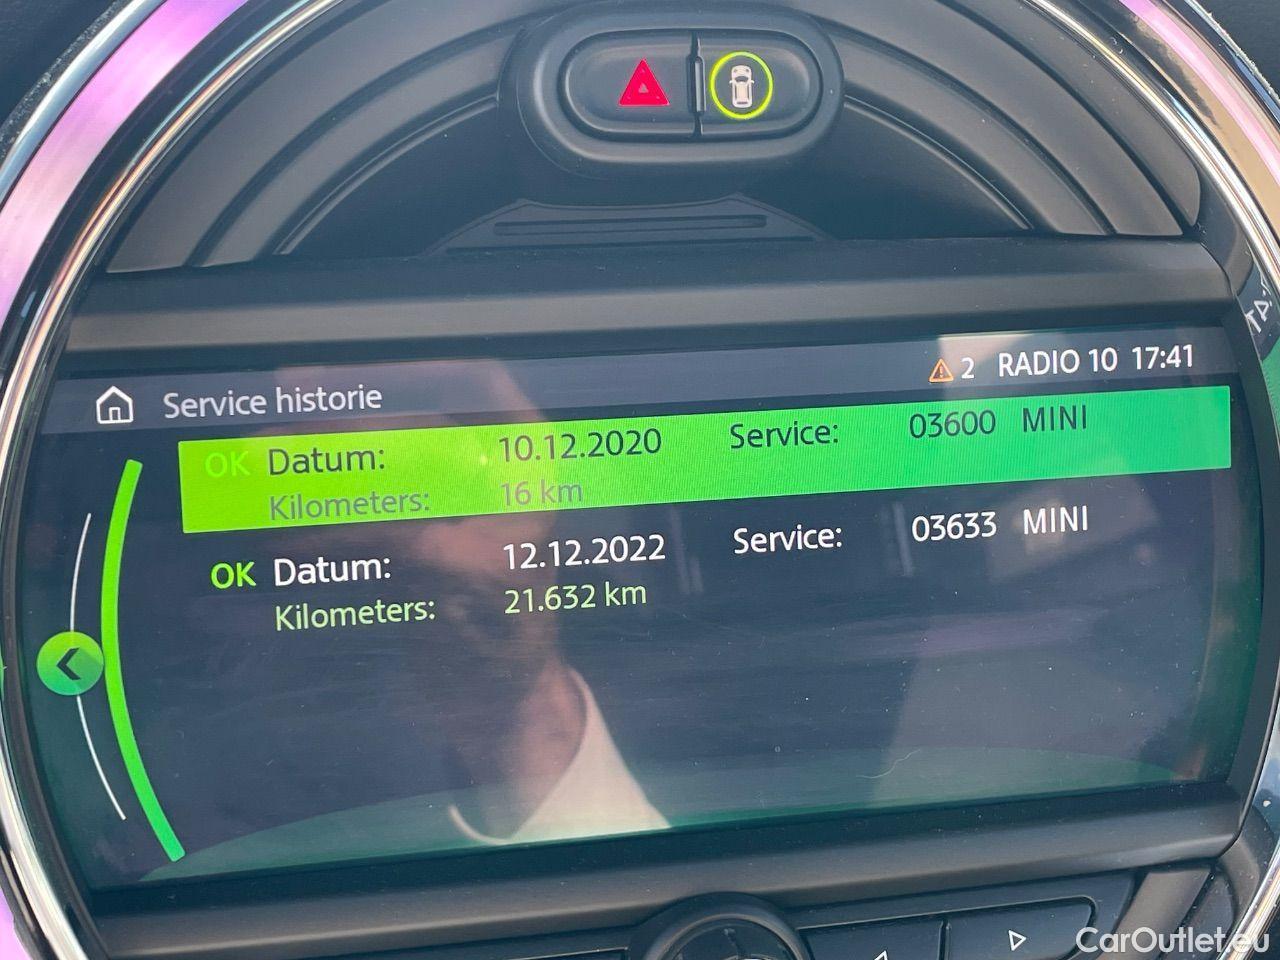 2 RADIO 10 17:41
Service historie
OK Datum: 10.12.2020 Service: 03600 MINI
Kilometers: 16 km
OK Datum: 12.12.2022 Service: 03633 MINI
Kilometers: 21.632 km
CarOutlet.eu